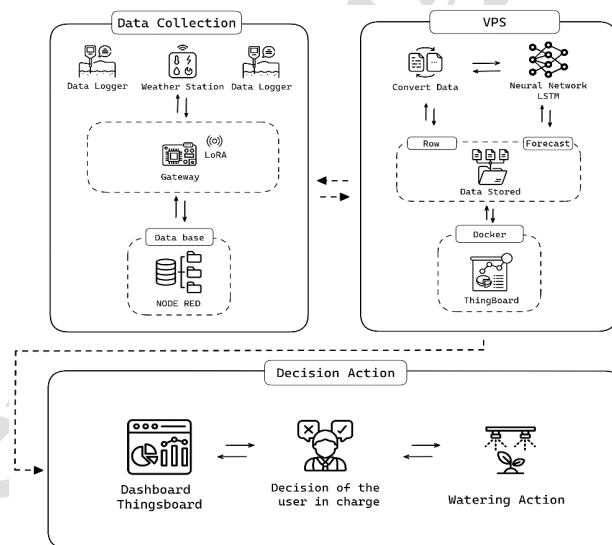 Data Collection
Data Logger
Weather Station
Data Logger
LoRA
Gateway
Data base
NODE RED
VPS
Convert Data
Neural Network
LSTM
Row
Forecast
Data Stored
Docker
ThingBoard
Decision Action
Dashboard
Thingsboard
Decision of the
user in charge
Watering Action